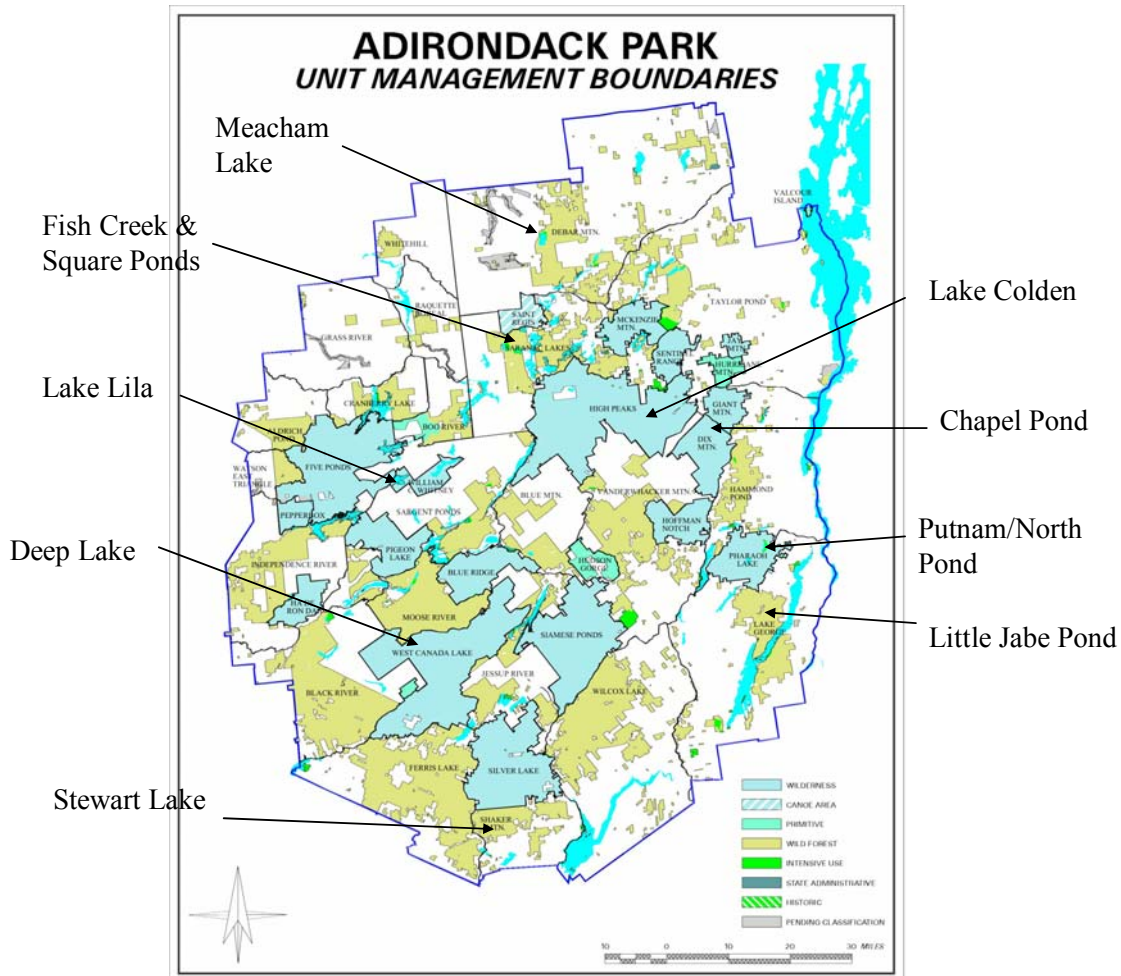 ADIRONDACK PARK
UNIT MANAGEMENT BOUNDARIES
Meacham
Lake
Fish Creek &
Square Ponds
Lake Lila
Deep Lake
Stewart Lake
Lake Colden
Chapel Pond
Putnam/North
Pond
Little Jabe Pond
VALCOUR
ISLAND
DEBAR MTN.
WHITEHILL
RAQUETTE
BOREAL
TAYLOR POND
SAINT
REGIS
MCKENZIE
MTN.
GRASS RIVER
SARANAC LAKES
JAY
MTN.
SENTINEL
RANGE
HURRICANE
MTN.
CRANBERRY LAKE
HIGH PEAKS
GIANT
MTN.
BOG RIVER
ALDRICH
POND
DIX
MTN.
FIVE PONDS
WATSON
EAST
TRIANGLE
WILLIAM
C. WHITNEY
BLUE MTN.
VANDERWHACKER MTN.
HAMMOND
POND
SARGENT PONDS
PEPPERBOX
HOFFMAN
NOTCH
PIGEON
LAKE
PHARAOH
LAKE
INDEPENDENCE RIVER
BLUE RIDGE
HUDSON
GORGE
MOOSE RIVER
LAKE
GEORGE
SIAMESE PONDS
WEST CANADA LAKE
JESSUP RIVER
BLACK RIVER
WILCOX LAKE
FERRIS LAKE
SILVER LAKE
SHAKER
MTN.
WILDERNESS
CANOE AREA
PRIMITIVE
WILD FOREST
INTENSIVE USE
STATE ADMINISTRATIVE
HISTORIC
PENDING CLASSIFICATION
10 0 10 20 30 MILES